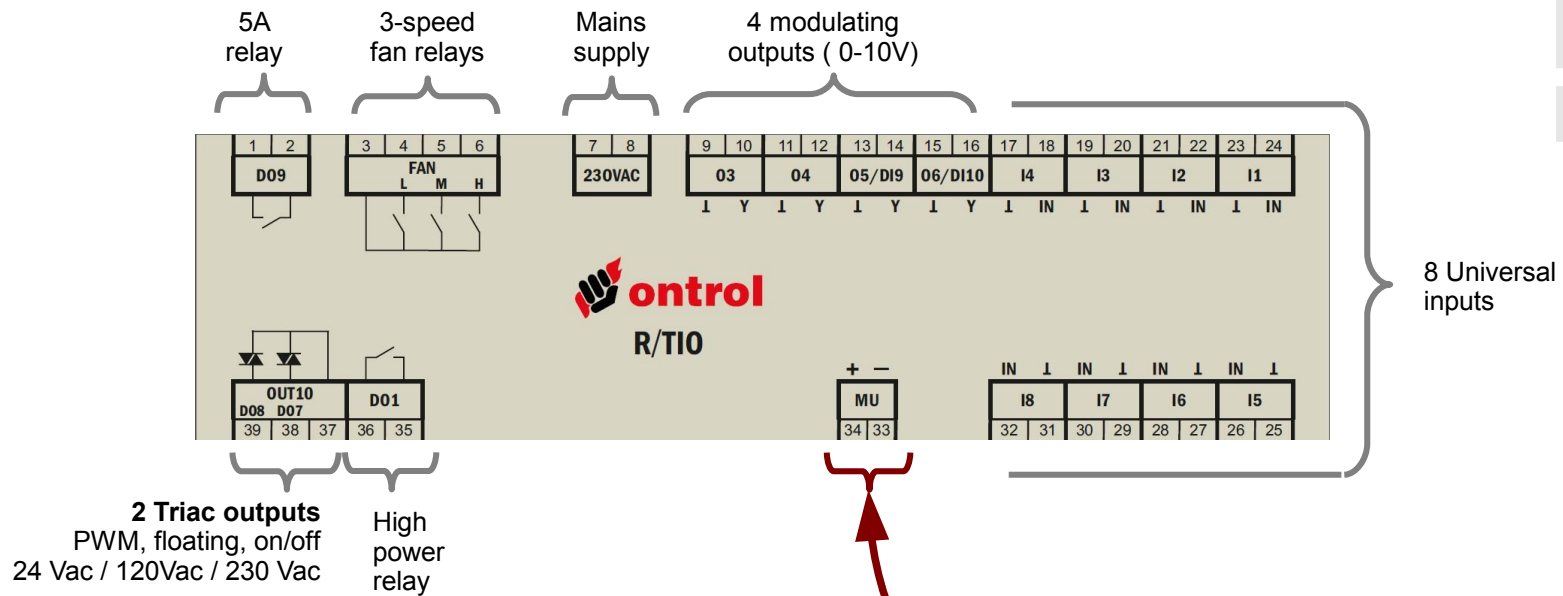 5A
relay
3-speed
fan relays
Mains
supply
4 modulating
outputs ( 0-10V)
1 2 3 4 5 6 7 8 9 10 11 12 13 14 15 16 17 18 19 20 21 22 23 24
DO9 FAN 230VAC O3 O4 O5/DI9 O6/DI10 I4 I3 I2 I1
L M H
⊥ Y ⊥ Y ⊥ Y ⊥ Y ⊥ IN ⊥ IN ⊥ IN ⊥ IN
ontrol
R/TIO
8 Universal
inputs
+ − IN ⊥ IN ⊥ IN ⊥ IN ⊥
OUT10 DO1 MU I8 I7 I6 I5
DO8 DO7
39 38 37 36 35 34 33 32 31 30 29 28 27 26 25
2 Triac outputs
PWM, floating, on/off
24 Vac / 120Vac / 230 Vac
High
power
relay